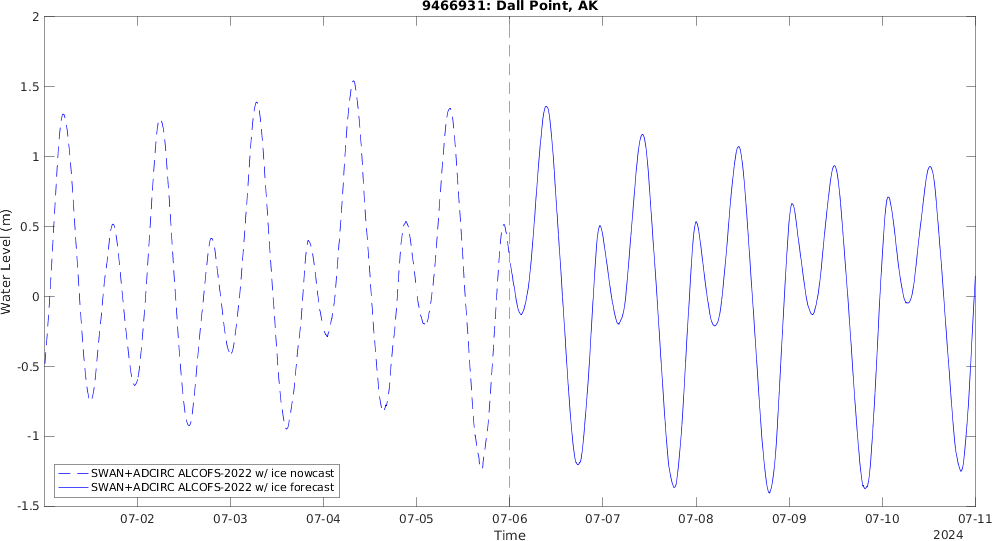 9466931: Dall Point, AK
2
1.5
1
0.5
0
-0.5
-1
-1.5
Water Level (m)
SWAN+ADCIRC ALCOFS-2022 w/ ice nowcast
SWAN+ADCIRC ALCOFS-2022 w/ ice forecast
07-02 07-03 07-04 07-05 07-06 07-07 07-08 07-09 07-10 07-11
Time
2024